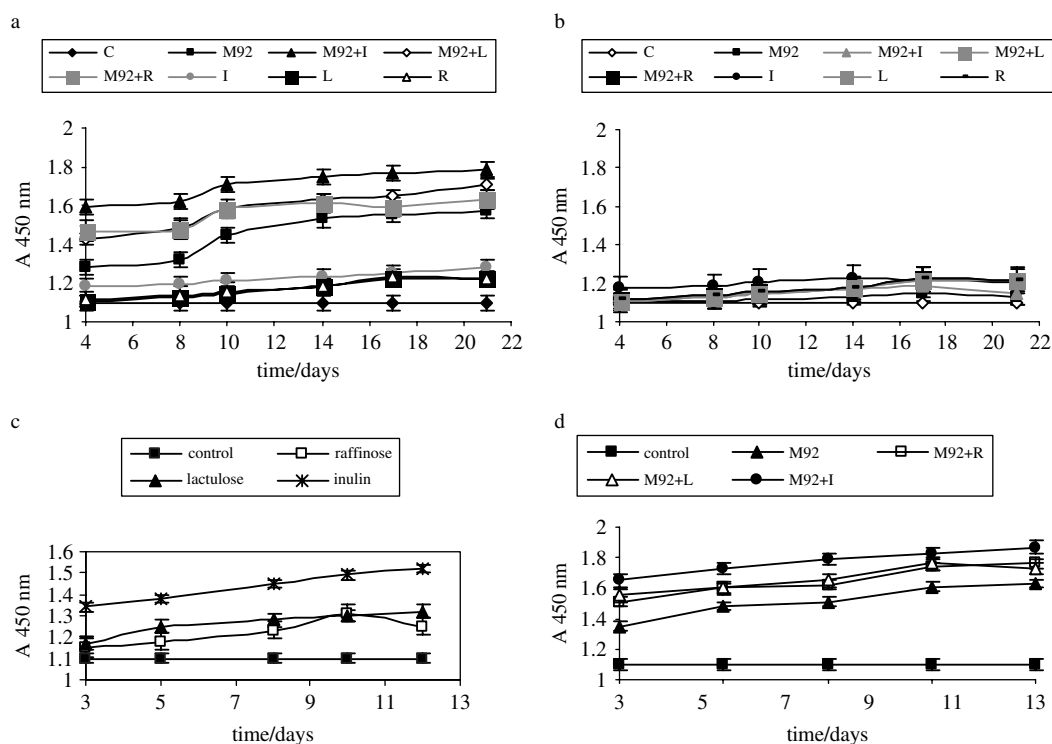 a
C M92 M92+I M92+L
M92+R I L R
2
1.8
1.6
1.4
1.2
1
A 450 nm
4 6 8 10 12 14 16 18 20 22
time/days
b
C M92 M92+I M92+L
M92+R I L R
2
1.8
1.6
1.4
1.2
1
A 450 nm
4 6 8 10 12 14 16 18 20 22
time/days
c
control raffinose
lactulose inulin
1.6
1.5
1.4
1.3
1.2
1.1
1
A 450 nm
3 5 7 9 11 13
time/days
d
control M92 M92+R
M92+L M92+I
2
1.8
1.6
1.4
1.2
1
A 450 nm
3 5 7 9 11 13
time/days